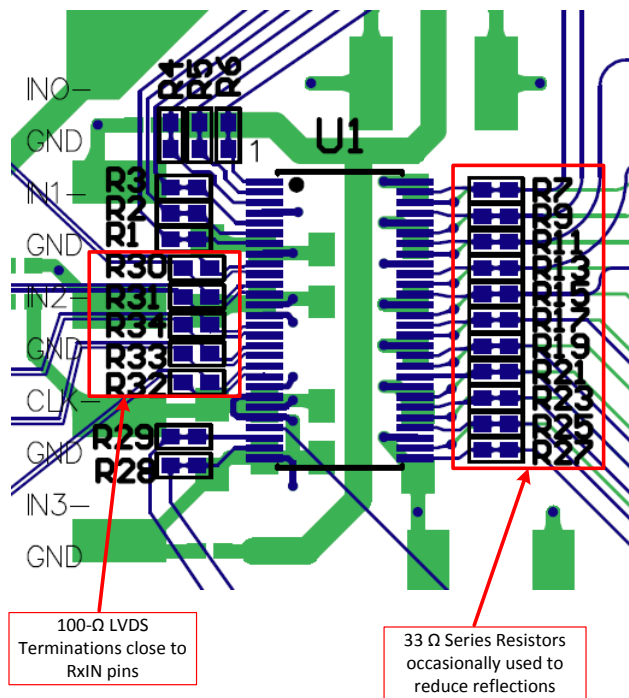 IN0-
GND
IN1-
GND
IN2-
GND
CLK-
GND
IN3-
GND
R4
R5
R6
1
U1
R3
R2
R1
R30
R31
R34
R33
R32
R29
R28
R7
R9
R11
R13
R15
R17
R19
R21
R23
R25
R27
100-Ω LVDS
Terminations close to
RxIN pins
33 Ω Series Resistors
occasionally used to
reduce reflections